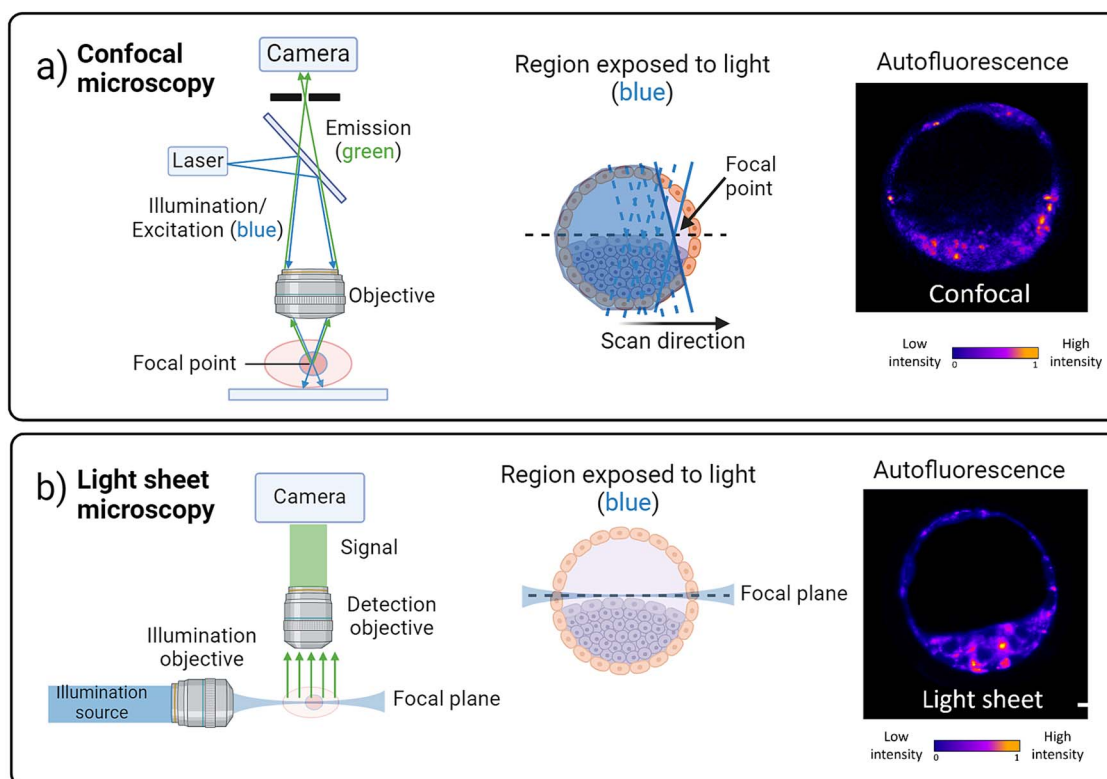 a) Confocal
microscopy
Camera
Emission
(green)
Laser
Illumination/
Excitation (blue)
Objective
Focal point
Region exposed to light
(blue)
Focal
point
Scan direction
Autofluorescence
Confocal
Low
intensity
0
1
High
intensity
b) Light sheet
microscopy
Camera
Signal
Detection
objective
Illumination
objective
Illumination
source
Focal plane
Region exposed to light
(blue)
Focal plane
Autofluorescence
Light sheet
Low
intensity
0
1
High
intensity